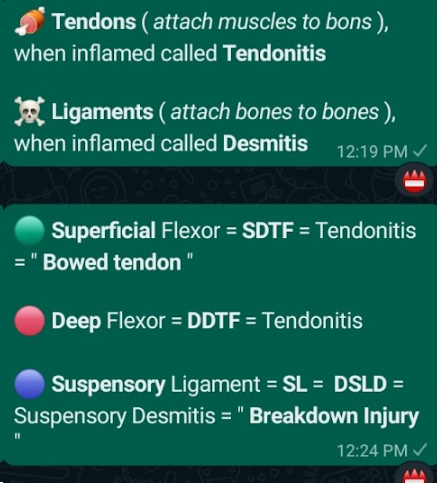 🍖 Tendons ( attach muscles to bons ),
when inflamed called Tendonitis
☠️ Ligaments ( attach bones to bones ),
when inflamed called Desmitis
12:19 PM ✓
🟢 Superficial Flexor = SDTF = Tendonitis
= " Bowed tendon "
🔴 Deep Flexor = DDTF = Tendonitis
🔵 Suspensory Ligament = SL = DSLD =
Suspensory Desmitis = " Breakdown Injury
"
12:24 PM ✓